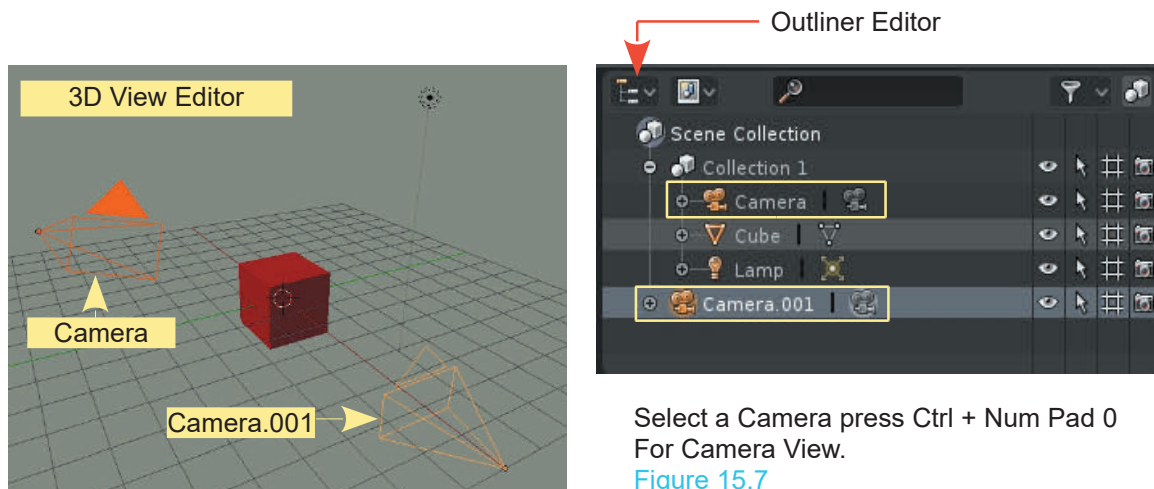 Outliner Editor
3D View Editor
Camera
Camera.001
Scene Collection
Collection 1
Camera
Cube
Lamp
Camera.001
Select a Camera press Ctrl + Num Pad 0
For Camera View.
Figure 15.7